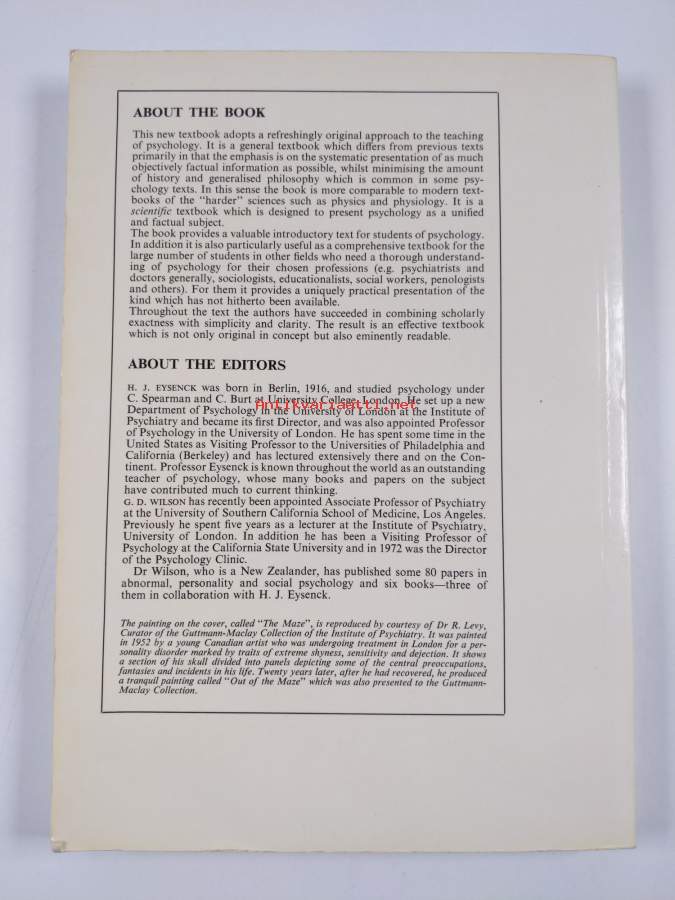 ABOUT THE BOOK
This new textbook adopts a refreshingly original approach to the teaching
of psychology. It is a general textbook which differs from previous texts
primarily in that the emphasis is on the systematic presentation of as much
objectively factual information as possible, whilst minimising the amount
of history and generalised philosophy which is common in some psy-
chology texts. In this sense the book is more comparable to modern text-
books of the "harder" sciences such as physics and physiology. It is a
scientific textbook which is designed to present psychology as a unified
and factual subject.
The book provides a valuable introductory text for students of psychology.
In addition it is also particularly useful as a comprehensive textbook for the
large number of students in other fields who need a thorough understand-
ing of psychology for their chosen professions (e.g. psychiatrists and
doctors generally, sociologists, educationalists, social workers, penologists
and others). For them it provides a uniquely practical presentation of the
kind which has not hitherto been available.
Throughout the text the authors have succeeded in combining scholarly
exactness with simplicity and clarity. The result is an effective textbook
which is not only original in concept but also eminently readable.
ABOUT THE EDITORS
H. J. EYSENCK was born in Berlin, 1916, and studied psychology under
C. Spearman and C. Burt at University College, London. He set up a new
Antikvariaatti.net
Department of Psychology in the University of London at the Institute of
Psychiatry and became its first Director, and was also appointed Professor
of Psychology in the University of London. He has spent some time in the
United States as Visiting Professor to the Universities of Philadelphia and
California (Berkeley) and has lectured extensively there and on the Con-
tinent. Professor Eysenck is known throughout the world as an outstanding
teacher of psychology, whose many books and papers on the subject
have contributed much to current thinking.
G. D. WILSON has recently been appointed Associate Professor of Psychiatry
at the University of Southern California School of Medicine, Los Angeles.
Previously he spent five years as a lecturer at the Institute of Psychiatry,
University of London. In addition he has been a Visiting Professor of
Psychology at the California State University and in 1972 was the Director
of the Psychology Clinic.
Dr Wilson, who is a New Zealander, has published some 80 papers in
abnormal, personality and social psychology and six books—three of
them in collaboration with H. J. Eysenck.
The painting on the cover, called "The Maze", is reproduced by courtesy of Dr R. Levy,
Curator of the Guttmann-Maclay Collection of the Institute of Psychiatry. It was painted
in 1952 by a young Canadian artist who was undergoing treatment in London for a per-
sonality disorder marked by traits of extreme shyness, sensitivity and dejection. It shows
a section of his skull divided into panels depicting some of the central preoccupations,
fantasies and incidents in his life. Twenty years later, after he had recovered, he produced
a tranquil painting called "Out of the Maze" which was also presented to the Guttmann-
Maclay Collection.